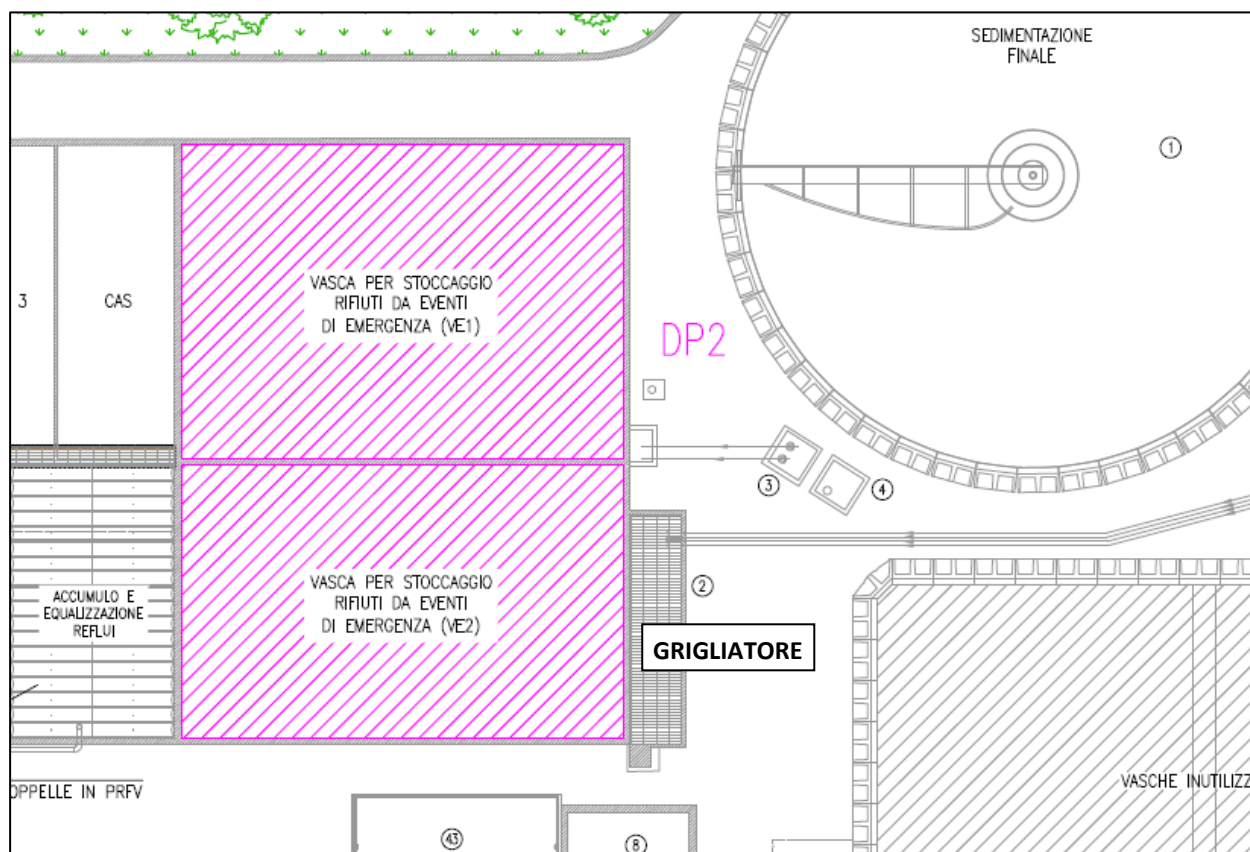 SEDIMENTAZIONE
FINALE
1
3
CAS
VASCA PER STOCCAGGIO
RIFIUTI DA EVENTI
DI EMERGENZA (VE1)
DP2
3
4
ACCUMULO E
EQUALIZZAZIONE
REFLUI
VASCA PER STOCCAGGIO
RIFIUTI DA EVENTI
DI EMERGENZA (VE2)
2
GRIGLIATORE
OPPELLE IN PRFV
VASCHE INUTILIZZ
43
8